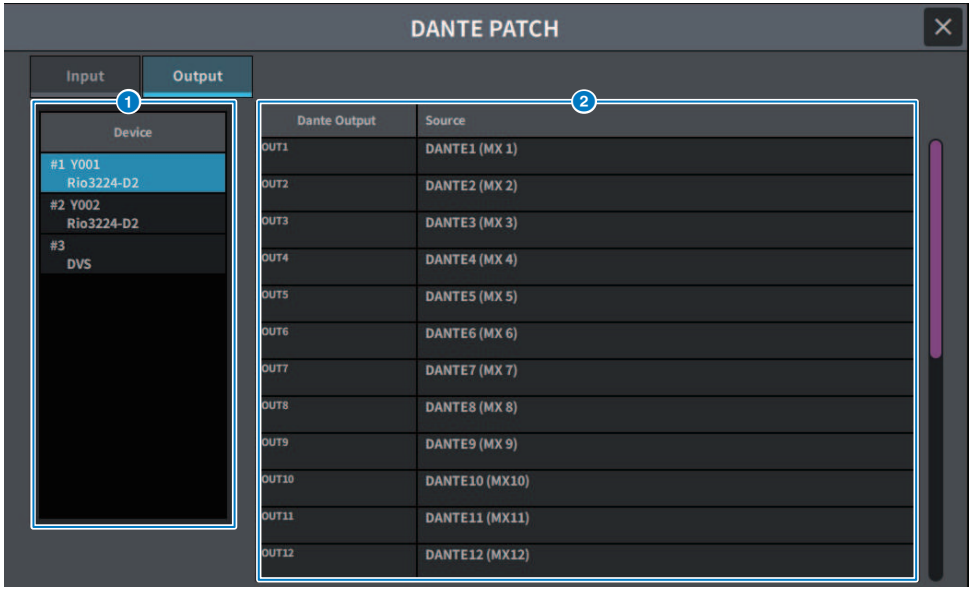 DANTE PATCH
Input Output
1 2
Device
#1 Y001
Rio3224-D2
#2 Y002
Rio3224-D2
#3
DVS
Dante Output Source
OUT1 DANTE1 (MX 1)
OUT2 DANTE2 (MX 2)
OUT3 DANTE3 (MX 3)
OUT4 DANTE4 (MX 4)
OUT5 DANTE5 (MX 5)
OUT6 DANTE6 (MX 6)
OUT7 DANTE7 (MX 7)
OUT8 DANTE8 (MX 8)
OUT9 DANTE9 (MX 9)
OUT10 DANTE10 (MX10)
OUT11 DANTE11 (MX11)
OUT12 DANTE12 (MX12)